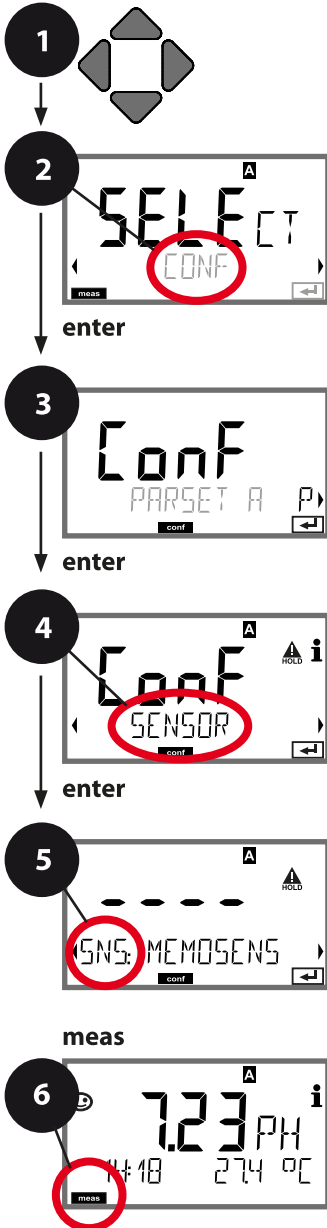 1
2
A
SELECT
CONF
meas
enter
3
ConF
PARSET A P
conf
enter
4
A
ConF
HOLD i
SENSOR
conf
enter
5
A
HOLD
- - - -
SNS: MEMOSENS
conf
meas
6
A
i
7.23 PH
14:18 27.4 °C
meas